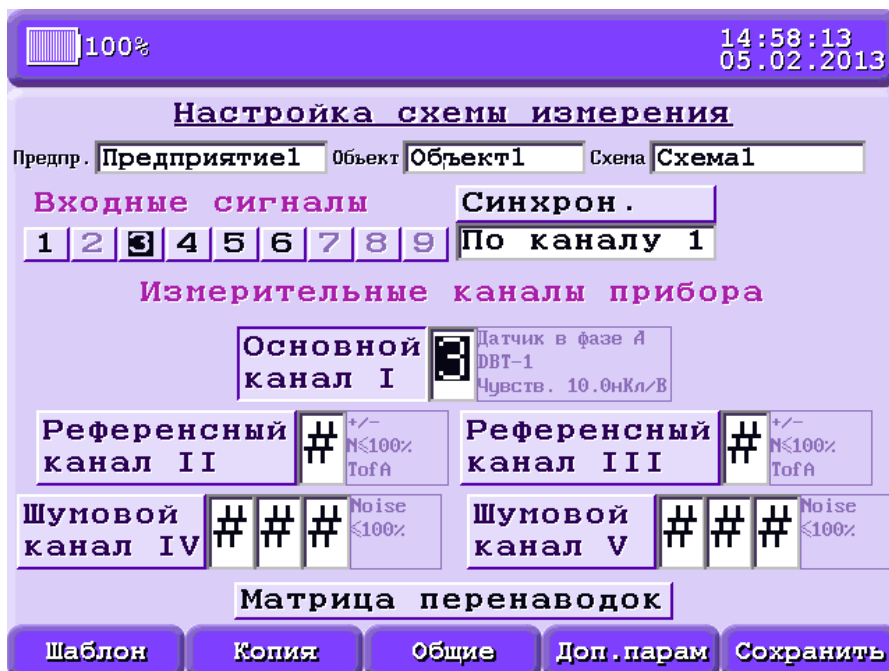 100%
14:58:13
05.02.2013
Настройка схемы измерения
Предпр. Предприятие1 Объект Объект1 Схема Схема1
Входные сигналы
Синхрон.
1 2 3 4 5 6 7 8 9
По каналу 1
Измерительные каналы прибора
Основной
канал I
3
Датчик в фазе А
DBT-1
Чувств. 10.0нКл/В
Референсный
канал II
#
+/-
N≤100%
TofA
Референсный
канал III
#
+/-
N≤100%
TofA
Шумовой
канал IV
# # #
Noise
≤100%
Шумовой
канал V
# # #
Noise
≤100%
Матрица перенаводок
Шаблон Копия Общие Доп.парам Сохранить